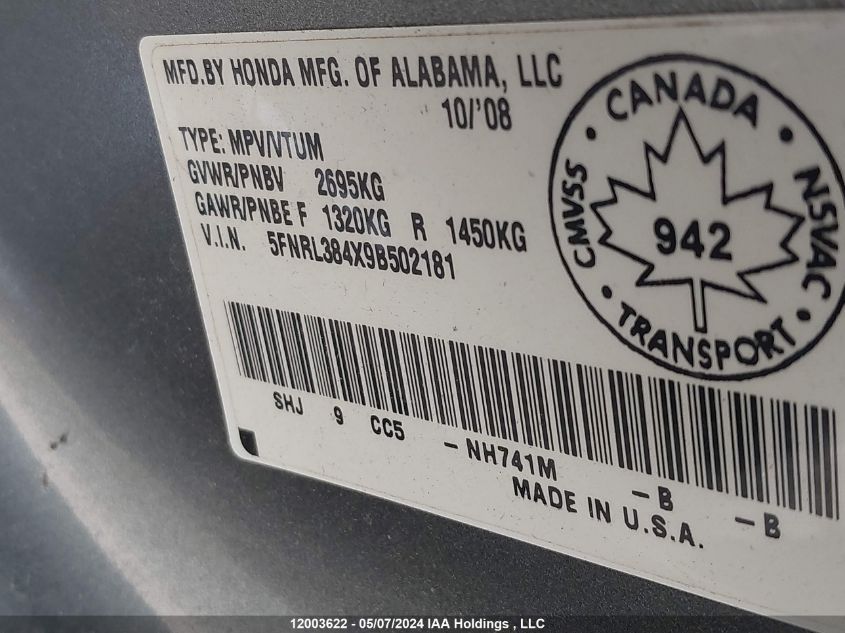 MFD.BY HONDA MFG. OF ALABAMA, LLC
10/'08
TYPE: MPV/VTUM
GVWR/PNBV 2695KG
GAWR/PNBE F 1320KG R 1450KG
V.I.N. 5FNRL384X9B502181
CANADA
CMVSS
942
NSVAC
TRANSPORT
SHJ 9 CC5 -NH741M -B -B
MADE IN U.S.A.
12003622 - 05/07/2024 IAA Holdings , LLC